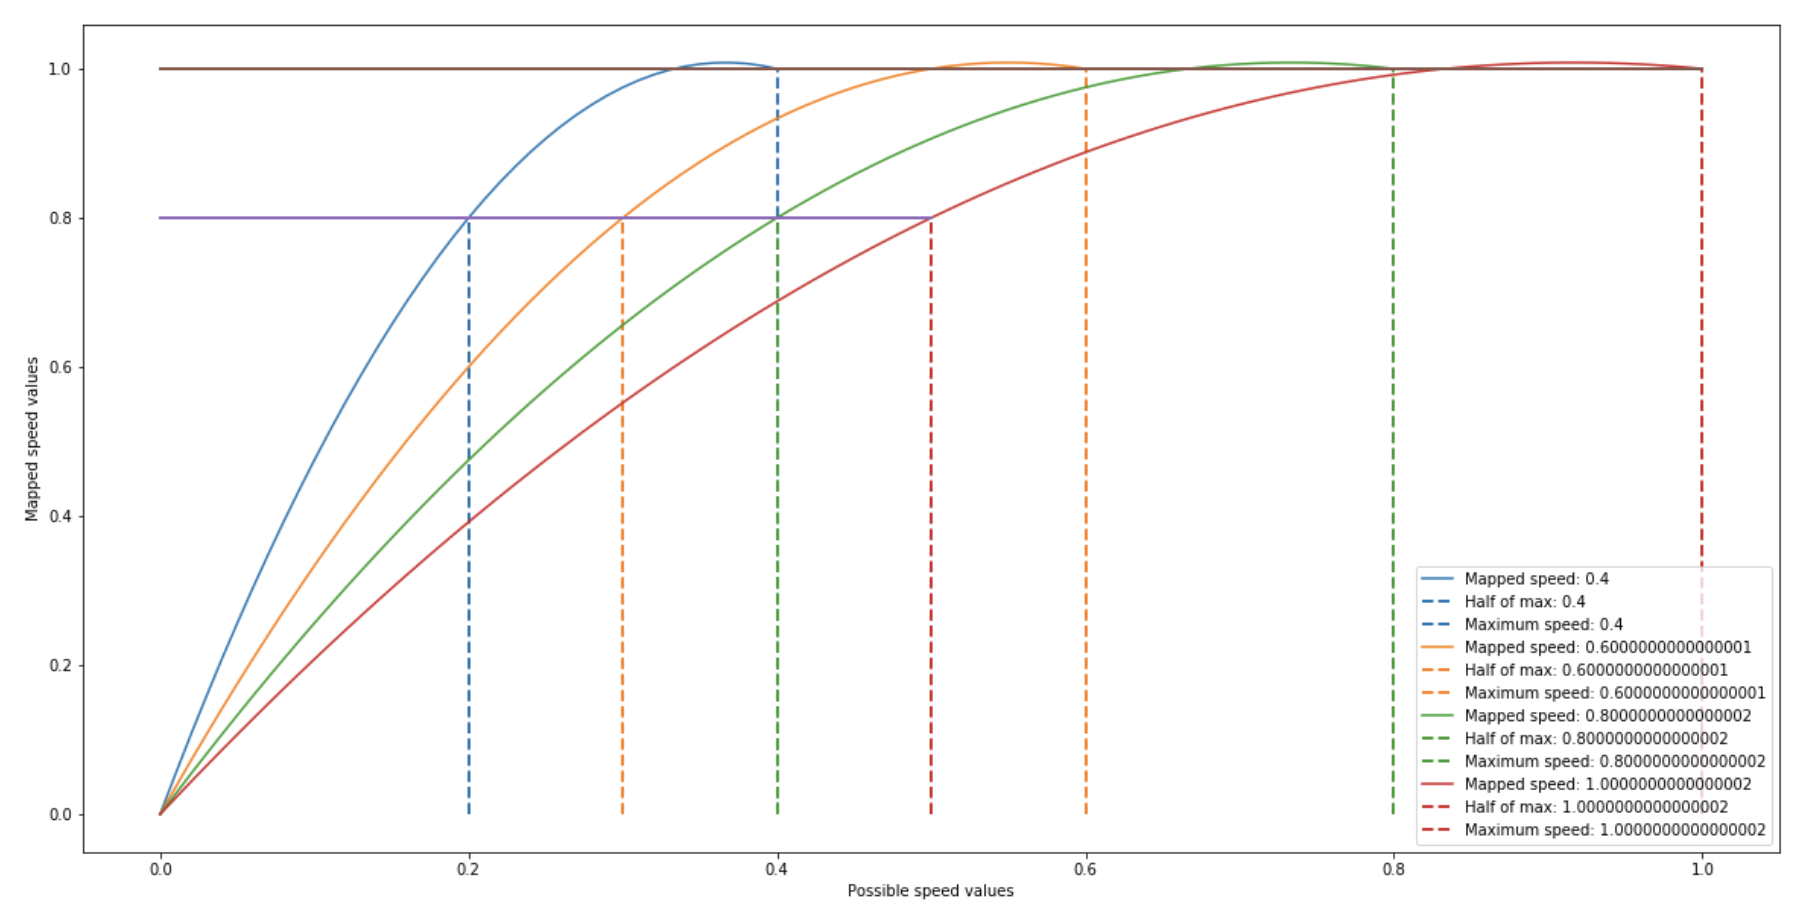 1.0
0.8
0.6
0.4
0.2
0.0
Mapped speed values
0.0
0.2
0.4
0.6
0.8
1.0
Possible speed values
Mapped speed: 0.4
Half of max: 0.4
Maximum speed: 0.4
Mapped speed: 0.6000000000000001
Half of max: 0.6000000000000001
Maximum speed: 0.6000000000000001
Mapped speed: 0.8000000000000002
Half of max: 0.8000000000000002
Maximum speed: 0.8000000000000002
Mapped speed: 1.0000000000000002
Half of max: 1.0000000000000002
Maximum speed: 1.0000000000000002